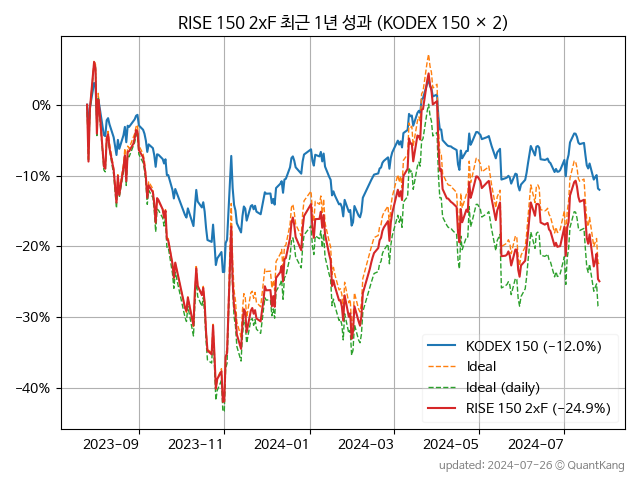 RISE 150 2xF 최근 1년 성과 (KODEX 150 × 2)
0%
−10%
−20%
−30%
−40%
KODEX 150 (−12.0%)
Ideal
Ideal (daily)
RISE 150 2xF (−24.9%)
2023−09
2023−11
2024−01
2024−03
2024−05
2024−07
updated: 2024-07-26 © QuantKang